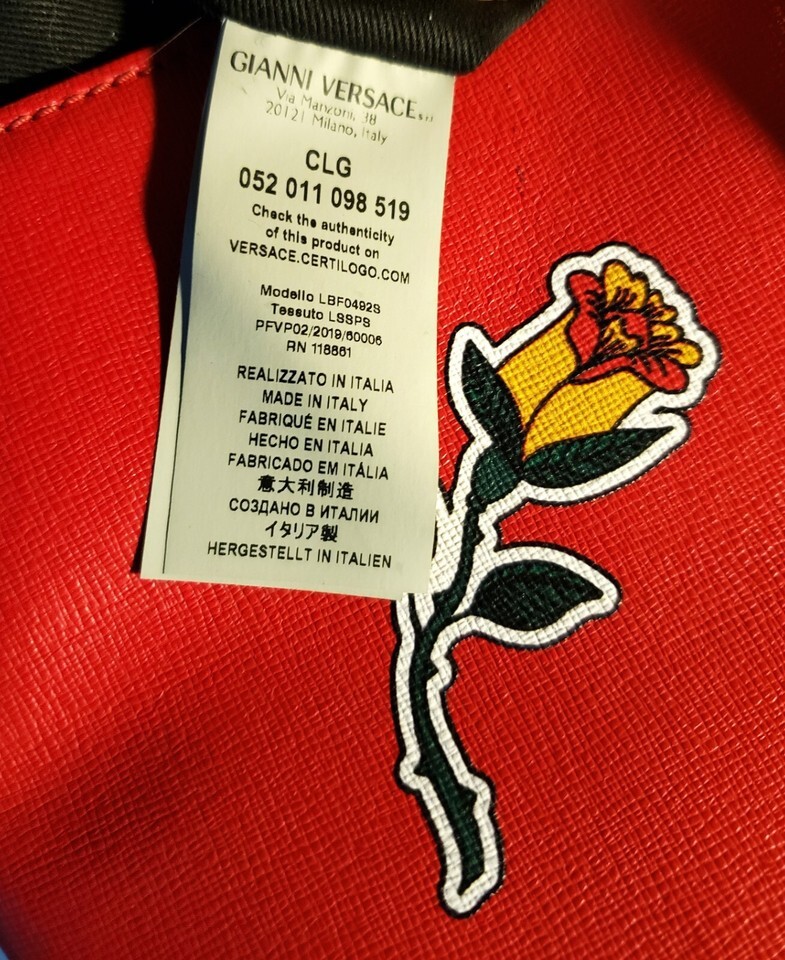 GIANNI VERSACE S.r.l.
Via Manzoni, 38
20121 Milano, Italy
CLG
052 011 098 519
Check the authenticity
of this product on
VERSACE.CERTILOGO.COM
Modello LBF0492S
Tessuto LSSPS
PFVP02/2019/60006
RN 118661
REALIZZATO IN ITALIA
MADE IN ITALY
FABRIQUÉ EN ITALIE
HECHO EN ITALIA
FABRICADO EM ITÁLIA
意大利制造
СОЗДАНО В ИТАЛИИ
イタリア製
HERGESTELLT IN ITALIEN